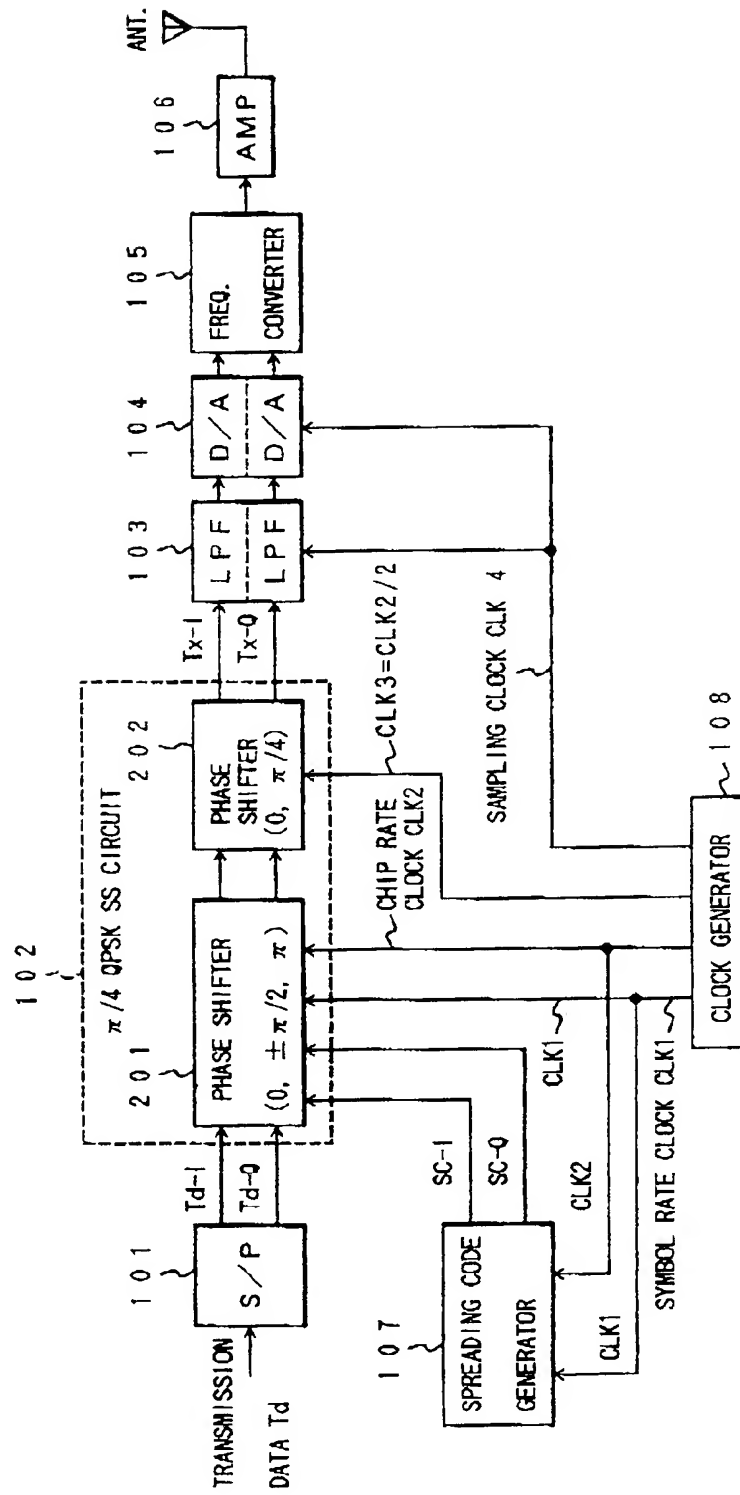 TRANSMISSION
DATA Td
101
S/P
Td-I
Td-Q
102
π/4 QPSK SS CIRCUIT
201
PHASE SHIFTER
(0, ±π/2, π)
202
PHASE
SHIFTER
(0, π/4)
Tx-I
Tx-Q
103
LPF
LPF
104
D/A
D/A
105
FREQ.
CONVERTER
106
AMP
ANT.
107
SPREADING CODE
GENERATOR
SC-I
SC-Q
CLK1
CLK2
CLK1
CHIP RATE
CLOCK CLK2
CLK3=CLK2/2
SAMPLING CLOCK CLK 4
SYMBOL RATE CLOCK CLK1
CLOCK GENERATOR
108